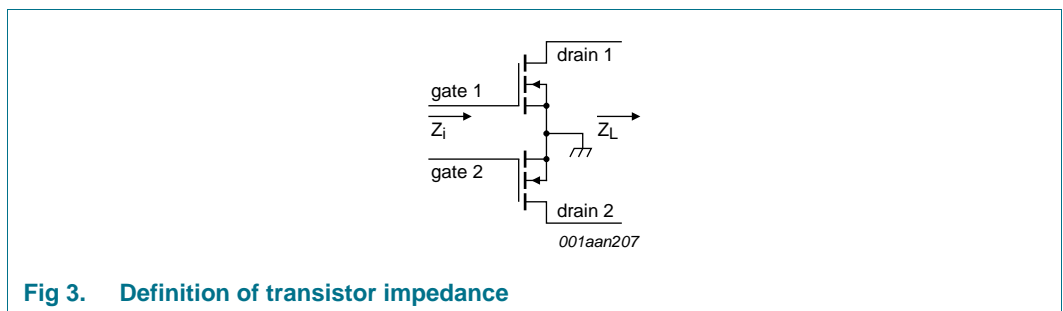 drain 1
gate 1
Zi
ZL
gate 2
drain 2
001aan207
Fig 3. Definition of transistor impedance